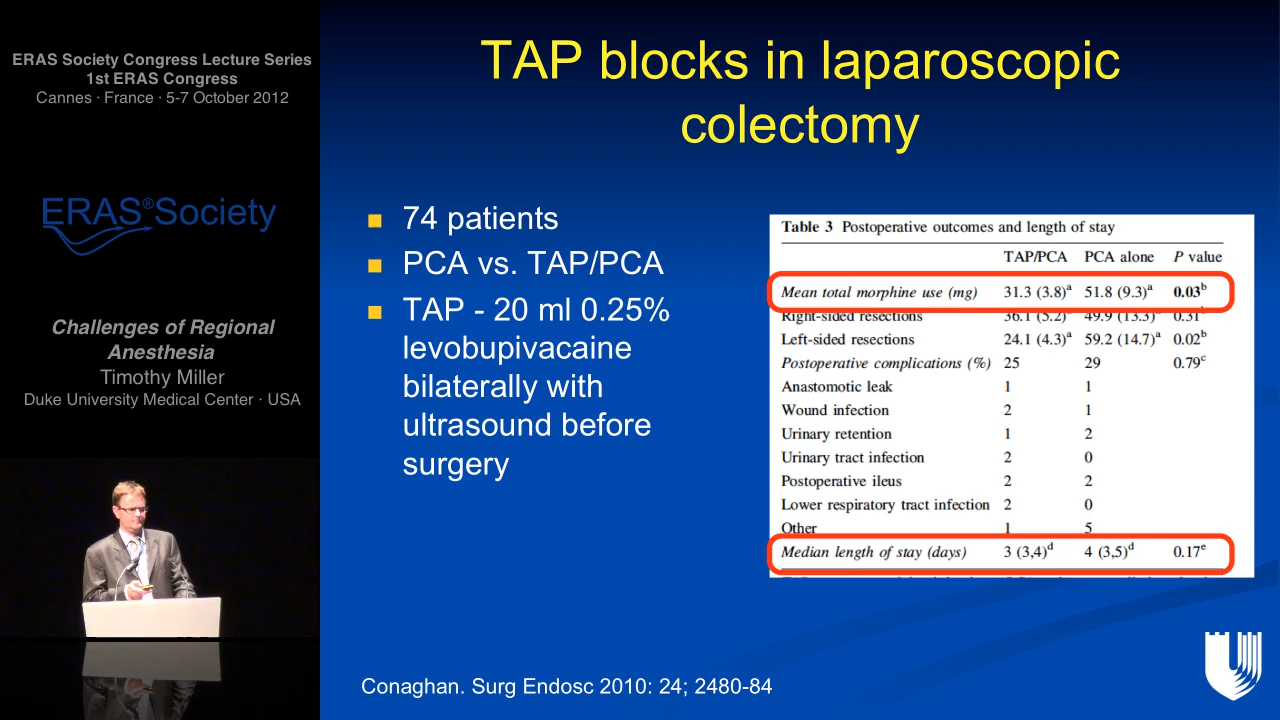 ERAS Society Congress Lecture Series
1st ERAS Congress
Cannes · France · 5-7 October 2012
ERAS®Society
Challenges of Regional
Anesthesia
Timothy Miller
Duke University Medical Center · USA
TAP blocks in laparoscopic
colectomy
74 patients
PCA vs. TAP/PCA
TAP - 20 ml 0.25%
levobupivacaine
bilaterally with
ultrasound before
surgery
Table 3 Postoperative outcomes and length of stay
TAP/PCA PCA alone P value
Mean total morphine use (mg) 31.3 (3.8)a 51.8 (9.3)a 0.03b
Right-sided resections 36.1 (5.2)a 49.9 (13.3)a 0.31b
Left-sided resections 24.1 (4.3)a 59.2 (14.7)a 0.02b
Postoperative complications (%) 25 29 0.79c
Anastomotic leak 1 1
Wound infection 2 1
Urinary retention 1 2
Urinary tract infection 2 0
Postoperative ileus 2 2
Lower respiratory tract infection 2 0
Other 1 5
Median length of stay (days) 3 (3,4)d 4 (3,5)d 0.17e
Conaghan. Surg Endosc 2010: 24; 2480-84